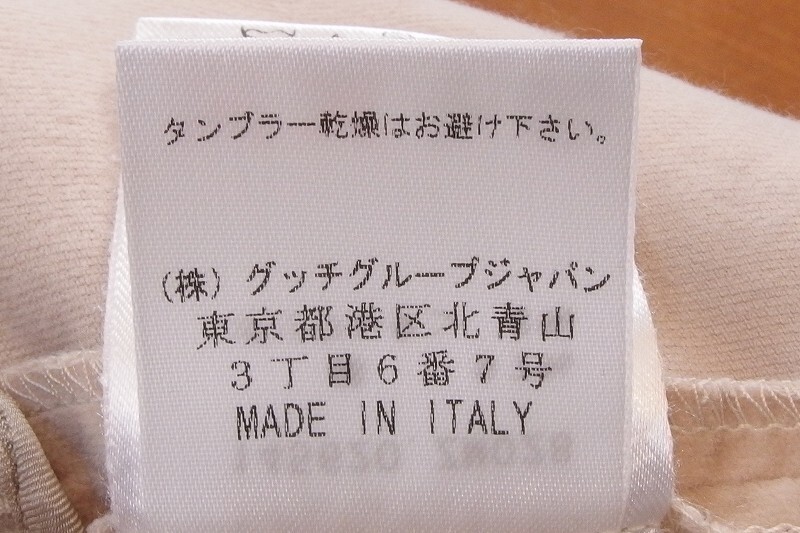 タンブラー乾燥はお避け下さい。
(株) グッチグループジャパン
東京都港区北青山
3丁目6番7号
MADE IN ITALY